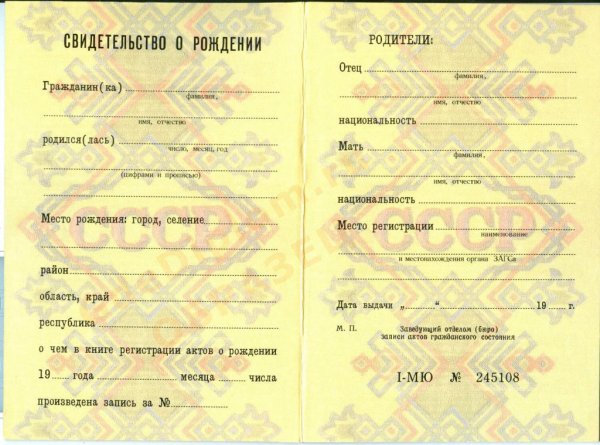 СВИДЕТЕЛЬСТВО О РОЖДЕНИИ
Гражданин(ка)
фамилия,
имя, отчество
родился(лась)
число, месяц, год
(цифрами и прописью)
Место рождения: город, селение
СССР
район
область, край
республика
о чем в книге регистрации актов о рождении
19 года месяца числа
произведена запись за №
РОДИТЕЛИ:
Отец
фамилия,
имя, отчество
национальность
Мать
фамилия,
имя, отчество
национальность
Место регистрации
наименование
СССР
и местонахождения органа ЗАГСа
Дата выдачи „ “ 19 г.
М. П. Заведующий отделом (бюро)
записи актов гражданского состояния
I-МЮ № 245108